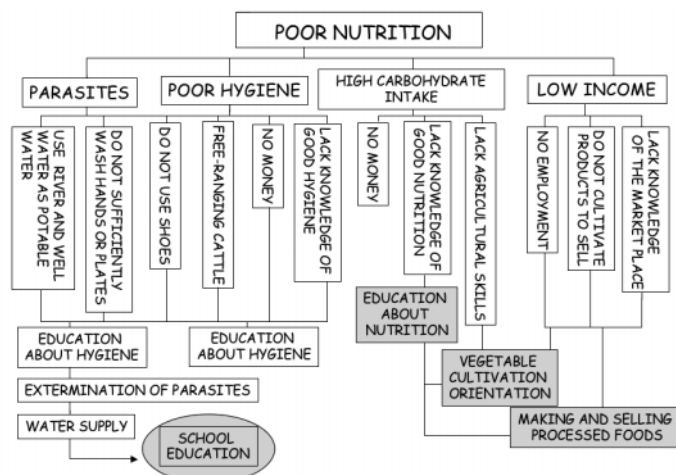 POOR NUTRITION
PARASITES
POOR HYGIENE
HIGH CARBOHYDRATE
INTAKE
LOW INCOME
USE RIVER AND WELL
WATER AS POTABLE
WATER
DO NOT SUFFICIENTLY
WASH HANDS OR PLATES
DO NOT USE SHOES
FREE-RANGING CATTLE
NO MONEY
LACK KNOWLEDGE OF
GOOD HYGIENE
NO MONEY
LACK KNOWLEDGE OF
GOOD NUTRITION
LACK AGRICULTURAL SKILLS
NO EMPLOYMENT
DO NOT CULTIVATE
PRODUCTS TO SELL
LACK KNOWLEDGE
OF THE MARKET PLACE
EDUCATION
ABOUT HYGIENE
EDUCATION
ABOUT HYGIENE
EDUCATION
ABOUT
NUTRITION
VEGETABLE
CULTIVATION
ORIENTATION
EXTERMINATION OF PARASITES
WATER SUPPLY
SCHOOL
EDUCATION
MAKING AND SELLING
PROCESSED FOODS